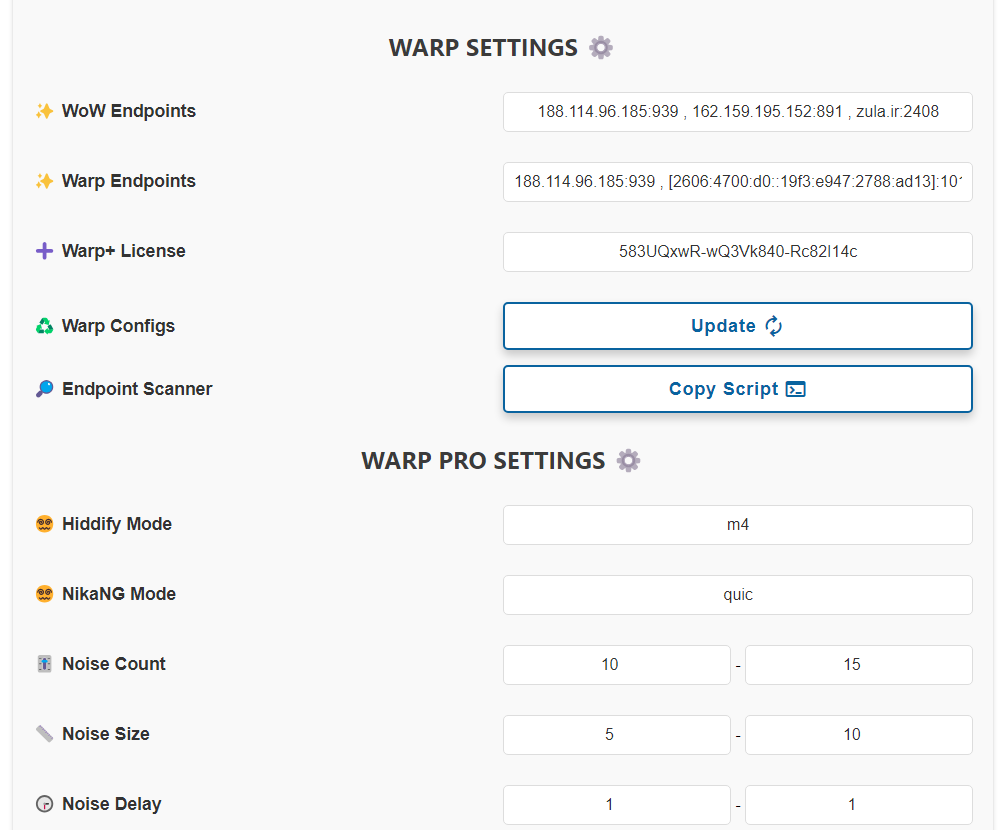 WARP SETTINGS
WoW Endpoints
188.114.96.185:939 , 162.159.195.152:891 , zula.ir:2408
Warp Endpoints
188.114.96.185:939 , [2606:4700:d0::19f3:e947:2788:ad13]:101
Warp+ License
583UQxwR-wQ3Vk840-Rc82I14c
Warp Configs
Update
Endpoint Scanner
Copy Script
WARP PRO SETTINGS
Hiddify Mode
m4
NikaNG Mode
quic
Noise Count
10 - 15
Noise Size
5 - 10
Noise Delay
1 - 1